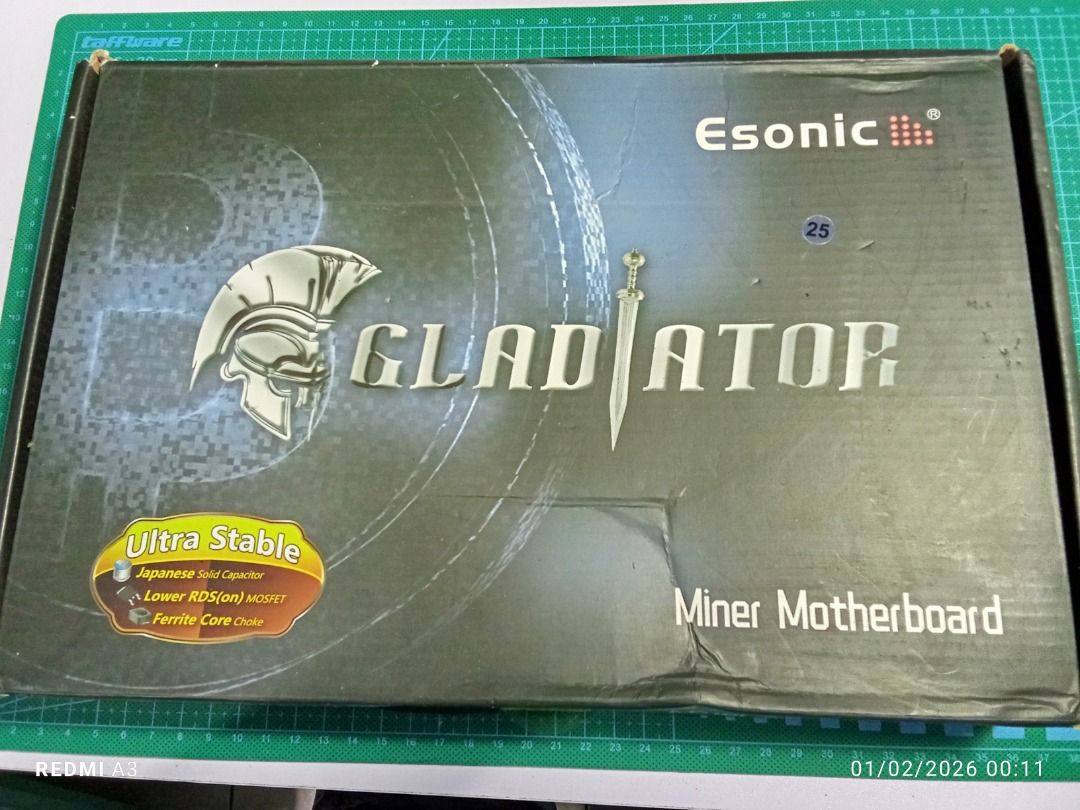 taffware
Esonic ®
25
GLADIATOR
Ultra Stable
Japanese Solid Capacitor
Lower RDS(on) MOSFET
Ferrite Core Choke
Miner Motherboard
REDMI A3
01/02/2026 00:11